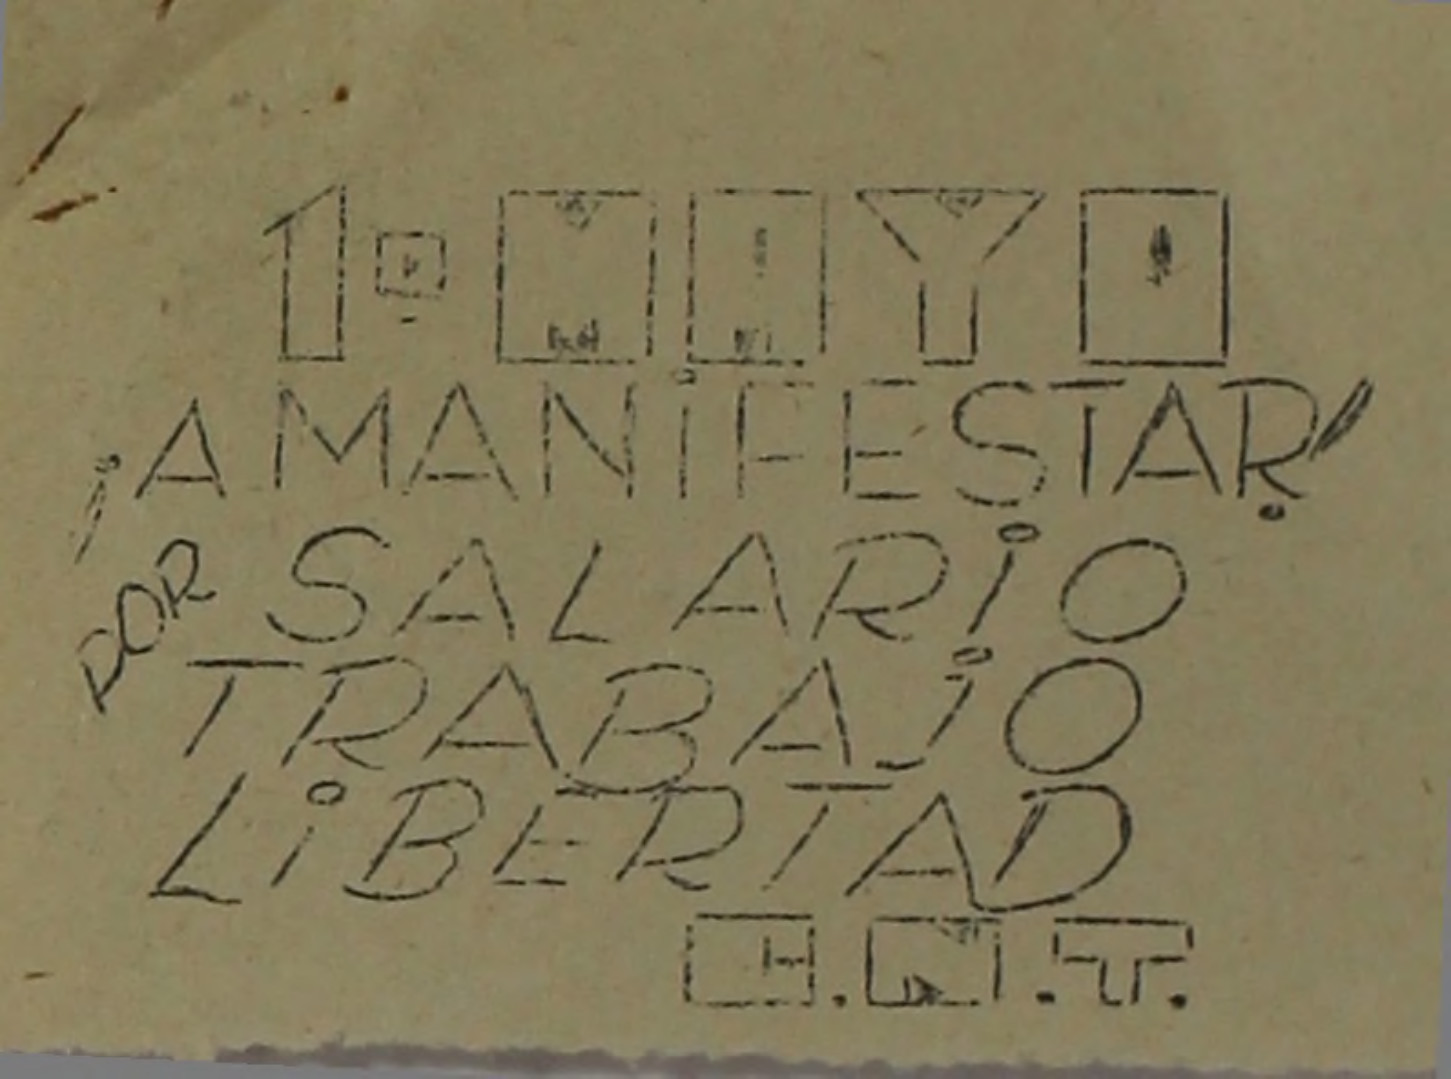 1º MAYO
¡A MANiFESTAR!
POR SALARiO
TRABAJO
LiBERTAD
C.N.T.